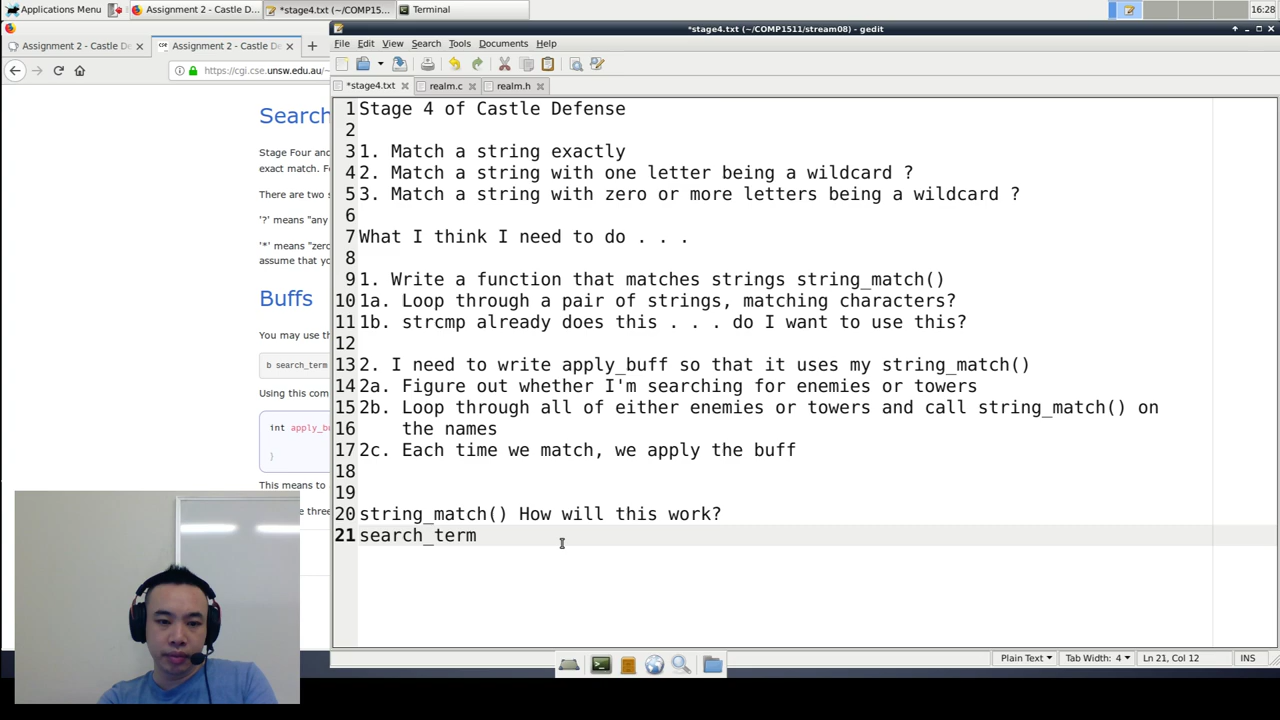 Applications Menu
Assignment 2 - Castle D...
*stage4.txt (~/COMP15...
Terminal
16:28
*stage4.txt (~/COMP1511/stream08) - gedit
Assignment 2 - Castle De
Assignment 2 - Castle De
File Edit View Search Tools Documents Help
https://cgi.cse.unsw.edu.au/~
*stage4.txt
realm.c
realm.h
Search
Stage Four and
exact match. F
There are two s
'?' means "any
'*' means "zero
assume that yo
Buffs
You may use th
b search_term
Using this com
int apply_bu
}
This means to
e three
1 Stage 4 of Castle Defense
2
3 1. Match a string exactly
4 2. Match a string with one letter being a wildcard ?
5 3. Match a string with zero or more letters being a wildcard ?
6
7 What I think I need to do . . .
8
9 1. Write a function that matches strings string_match()
10 1a. Loop through a pair of strings, matching characters?
11 1b. strcmp already does this . . . do I want to use this?
12
13 2. I need to write apply_buff so that it uses my string_match()
14 2a. Figure out whether I'm searching for enemies or towers
15 2b. Loop through all of either enemies or towers and call string_match() on
16 the names
17 2c. Each time we match, we apply the buff
18
19
20 string_match() How will this work?
21 search_term
Plain Text
Tab Width: 4
Ln 21, Col 12
INS